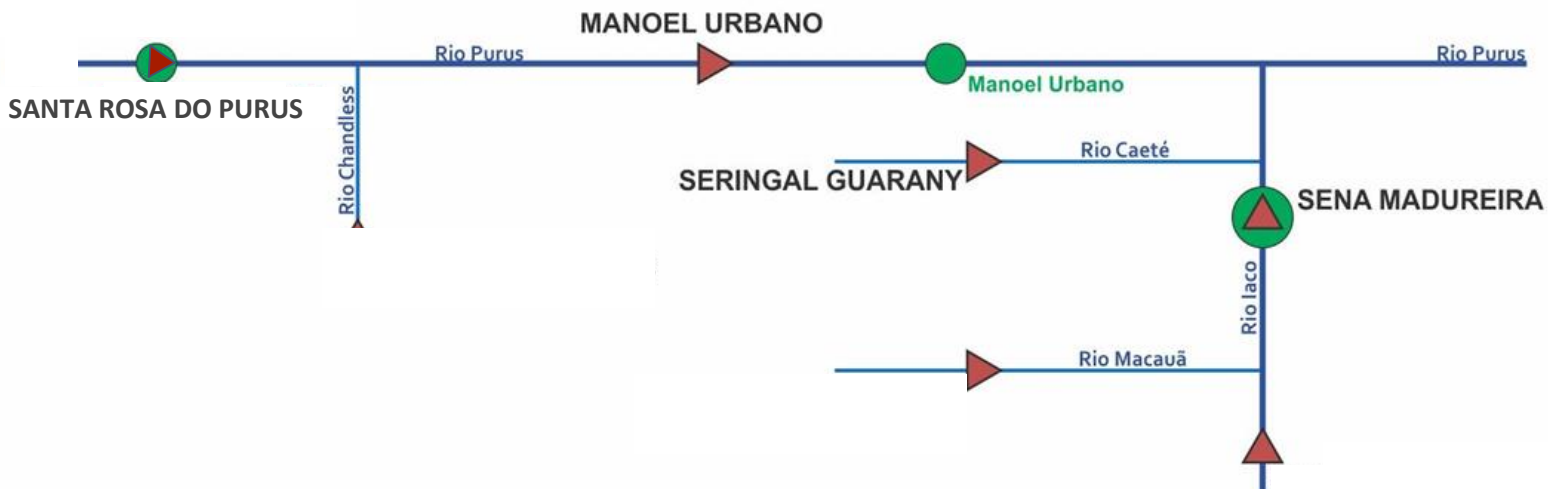 MANOEL URBANO
Rio Purus
Rio Purus
Manoel Urbano
SANTA ROSA DO PURUS
Rio Chandless
Rio Caeté
SERINGAL GUARANY
SENA MADUREIRA
Rio Iaco
Rio Macauã